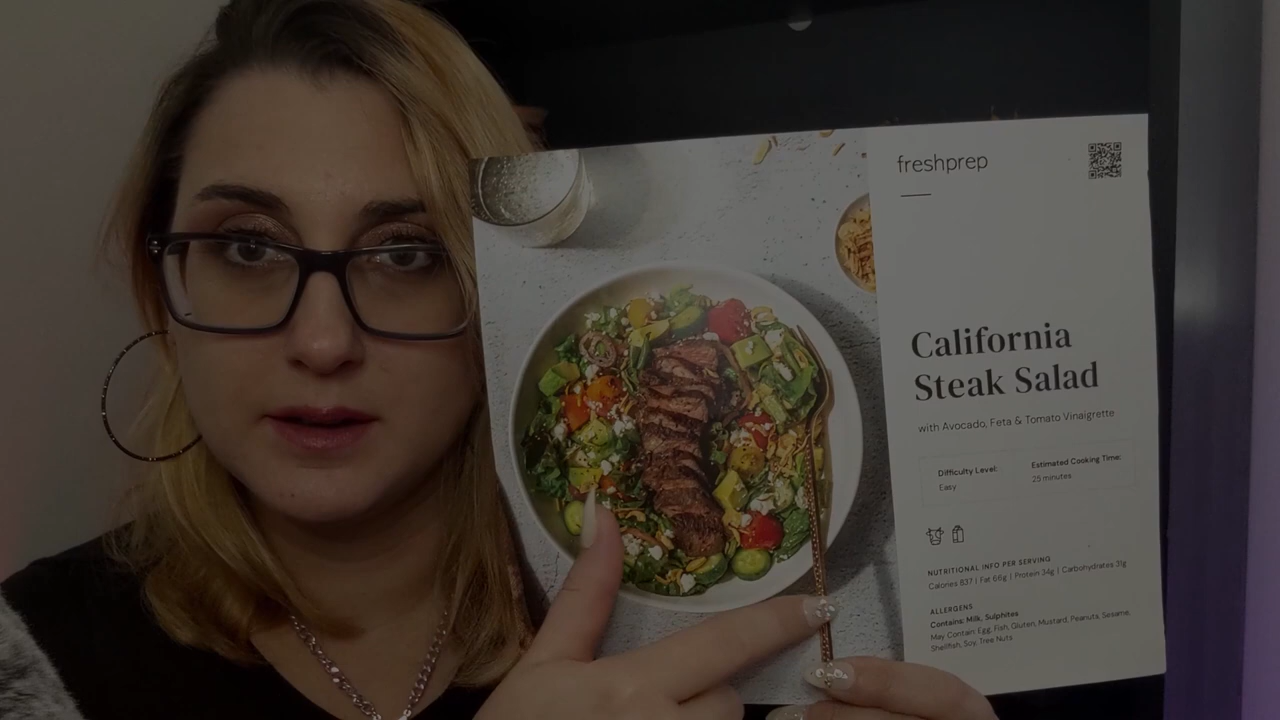 freshprep
California
Steak Salad
with Avocado, Feta & Tomato Vinaigrette
Difficulty Level:
Easy
Estimated Cooking Time:
25 minutes
NUTRITIONAL INFO PER SERVING
Calories 837 | Fat 66g | Protein 34g | Carbohydrates 31g
ALLERGENS
Contains: Milk, Sulphites
May Contain: Egg, Fish, Gluten, Mustard, Peanuts, Sesame,
Shellfish, Soy, Tree Nuts